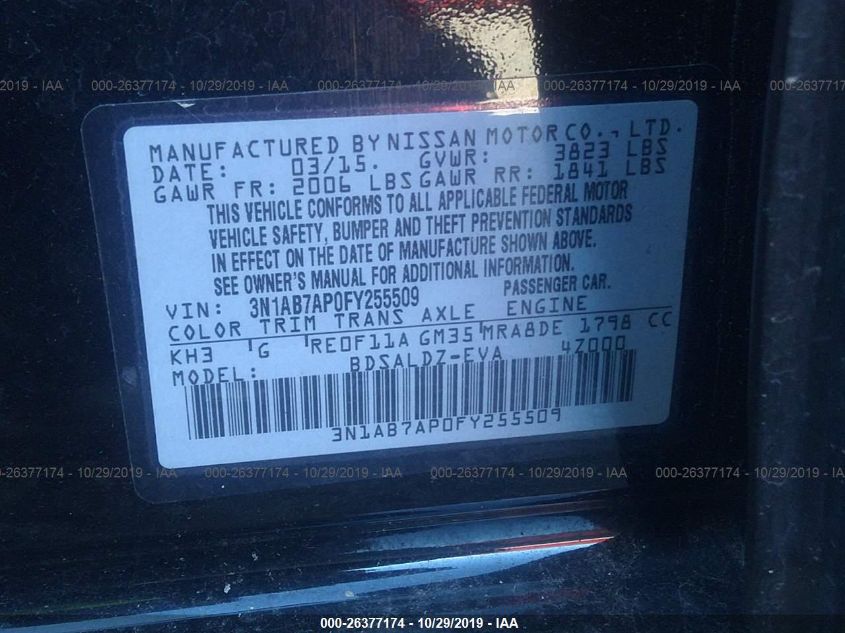 000-26377174 - 10/29/2019 - IAA
MANUFACTURED BY NISSAN MOTOR CO., LTD.
DATE: 03/15. GVWR: 3823 LBS
GAWR FR: 2006 LBS GAWR RR: 1841 LBS
THIS VEHICLE CONFORMS TO ALL APPLICABLE FEDERAL MOTOR
VEHICLE SAFETY, BUMPER AND THEFT PREVENTION STANDARDS
IN EFFECT ON THE DATE OF MANUFACTURE SHOWN ABOVE.
SEE OWNER'S MANUAL FOR ADDITIONAL INFORMATION.
VIN: 3N1AB7AP0FY255509 PASSENGER CAR.
COLOR TRIM TRANS AXLE ENGINE
KH3 G RE0F11A GM35 MRA8DE 1798 CC
MODEL: BDSALDZ-EVA 4Z000
3N1AB7AP0FY255509
000-26377174 - 10/29/2019 - IAA
000-26377174 - 10/29/2019 - IAA